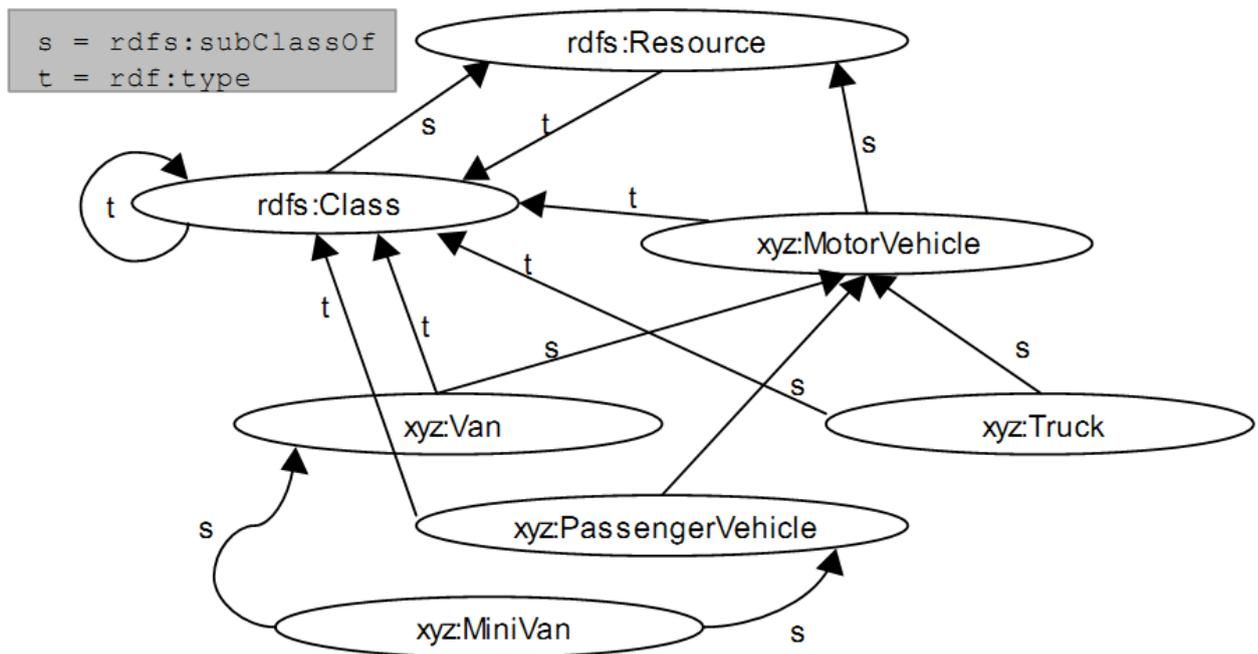 s = rdfs:subClassOf
t = rdf:type
rdfs:Resource
s
t
s
t
rdfs:Class
t
xyz:MotorVehicle
t
t
t
s
s
s
xyz:Van
xyz:Truck
s
xyz:PassengerVehicle
xyz:MiniVan
s